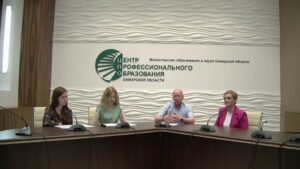 ЦЕНТР
ПРОФЕССИОНАЛЬНОГО
ОБРАЗОВАНИЯ
САМАРСКОЙ ОБЛАСТИ
Министерство образования и науки Самарской области